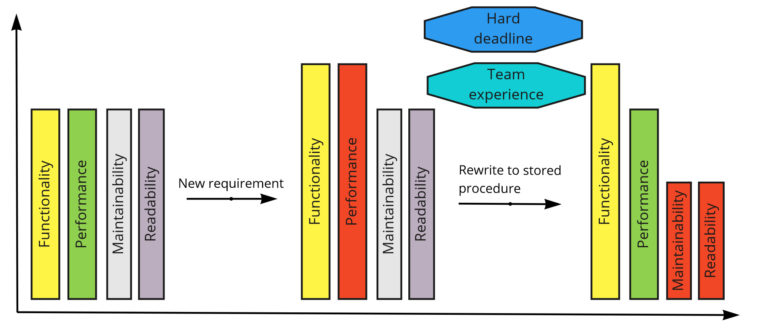 Hard
deadline
Team
experience
Functionality
Performance
Maintainability
Readability
New requirement
Functionality
Performance
Maintainability
Readability
Rewrite to stored
procedure
Functionality
Performance
Maintainability
Readability